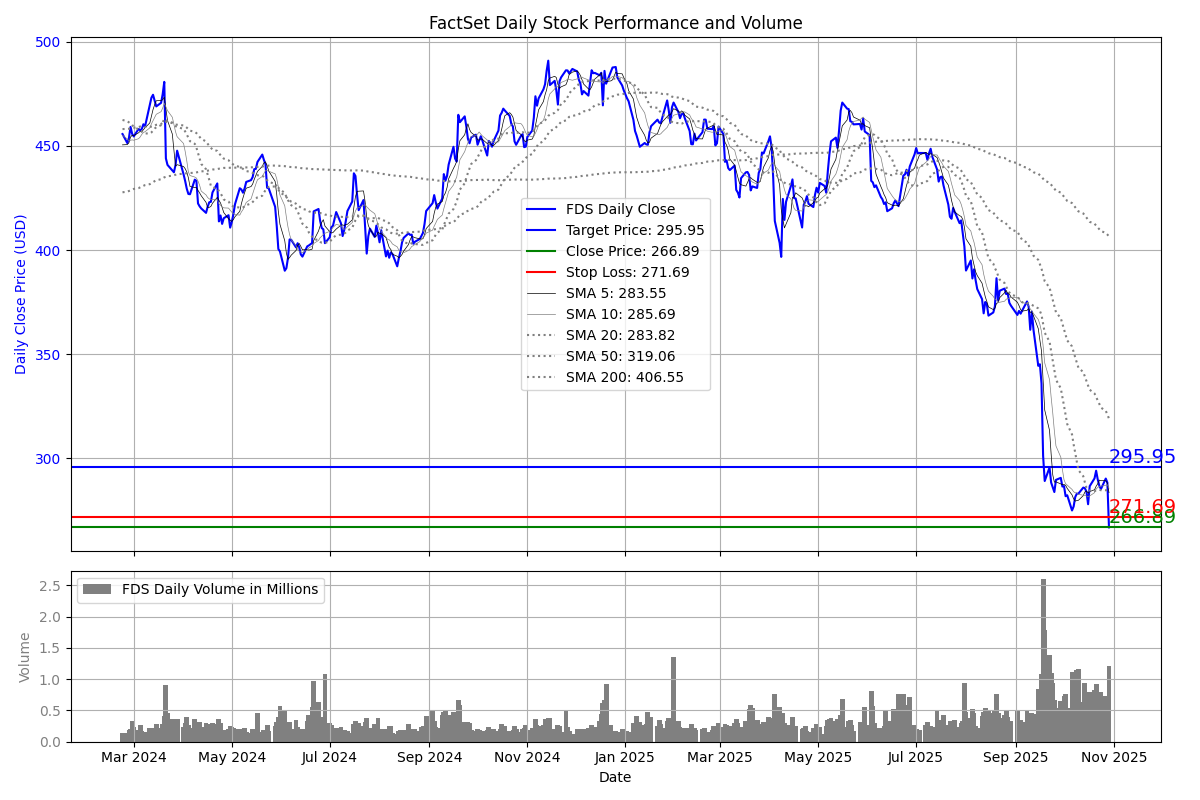 FactSet Daily Stock Performance and Volume
500
450
400
350
300
Daily Close Price (USD)
FDS Daily Close
Target Price: 295.95
Close Price: 266.89
Stop Loss: 271.69
SMA 5: 283.55
SMA 10: 285.69
SMA 20: 283.82
SMA 50: 319.06
SMA 200: 406.55
295.95
271.69
266.89
FDS Daily Volume in Millions
2.5
2.0
1.5
1.0
0.5
0.0
Volume
Mar 2024 May 2024 Jul 2024 Sep 2024 Nov 2024 Jan 2025 Mar 2025 May 2025 Jul 2025 Sep 2025 Nov 2025
Date